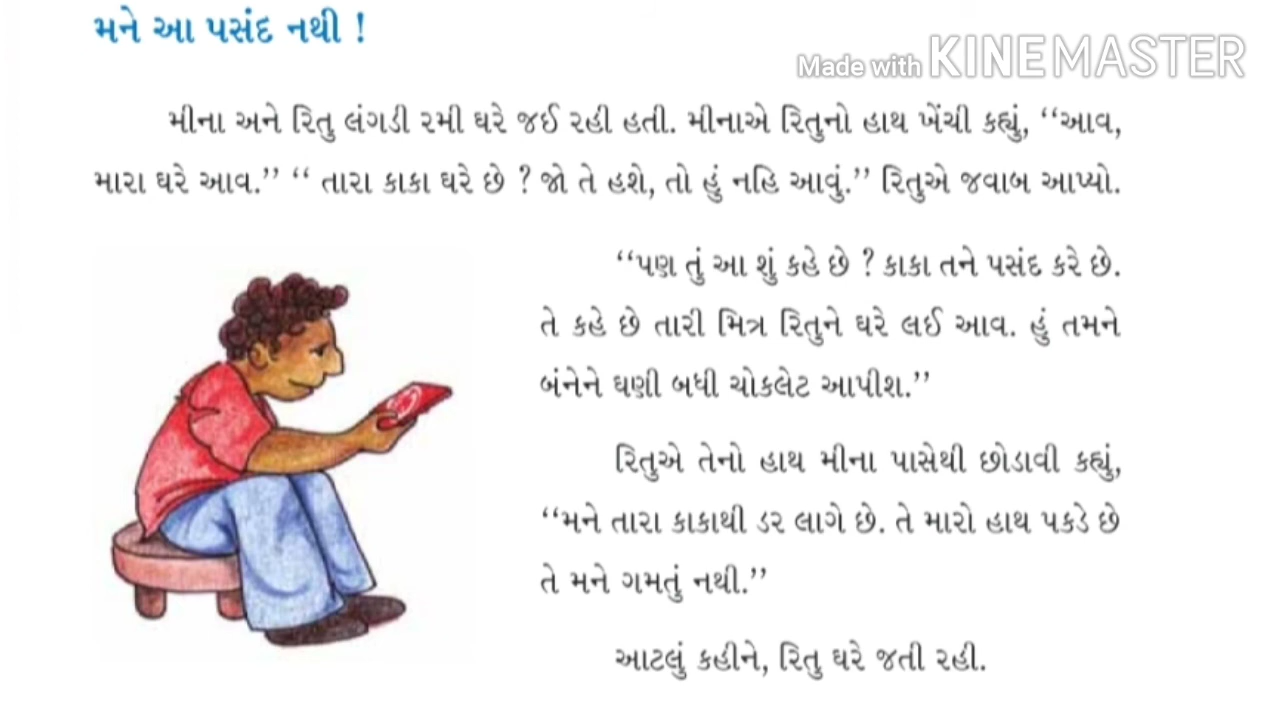 મને આ પસંદ નથી !
Made with KINEMASTER
મીના અને રિતુ લંગડી રમી ઘરે જઈ રહી હતી. મીનાએ રિતુનો હાથ ખેંચી કહ્યું, “આવ,
મારા ઘરે આવ.” “ તારા કાકા ઘરે છે ? જો તે હશે, તો હું નહિ આવું.” રિતુએ જવાબ આપ્યો.
“પણ તું આ શું કહે છે ? કાકા તને પસંદ કરે છે.
તે કહે છે તારી મિત્ર રિતુને ઘરે લઈ આવ. હું તમને
બંનેને ઘણી બધી ચોકલેટ આપીશ.”
રિતુએ તેનો હાથ મીના પાસેથી છોડાવી કહ્યું,
“મને તારા કાકાથી ડર લાગે છે. તે મારો હાથ પકડે છે
તે મને ગમતું નથી.”
આટલું કહીને, રિતુ ઘરે જતી રહી.